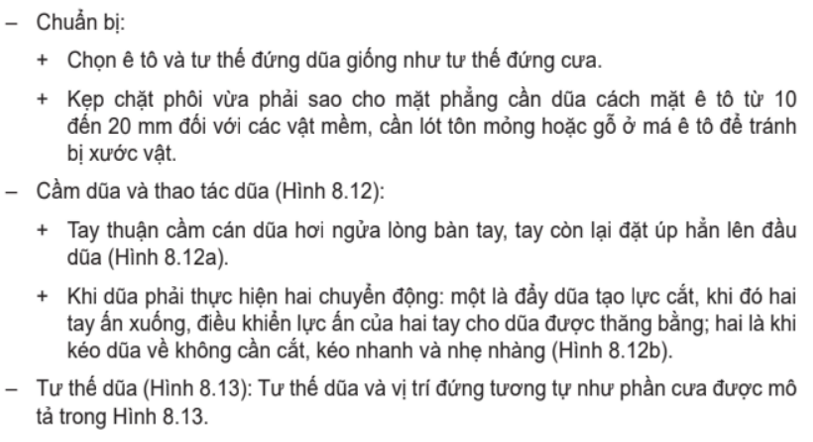 – Chuẩn bị:
+ Chọn ê tô và tư thế đứng dũa giống như tư thế đứng cưa.
+ Kẹp chặt phôi vừa phải sao cho mặt phẳng cần dũa cách mặt ê tô từ 10
đến 20 mm đối với các vật mềm, cần lót tôn mỏng hoặc gỗ ở má ê tô để tránh
bị xước vật.
– Cầm dũa và thao tác dũa (Hình 8.12):
+ Tay thuận cầm cán dũa hơi ngửa lòng bàn tay, tay còn lại đặt úp hẳn lên đầu
dũa (Hình 8.12a).
+ Khi dũa phải thực hiện hai chuyển động: một là đẩy dũa tạo lực cắt, khi đó hai
tay ấn xuống, điều khiển lực ấn của hai tay cho dũa được thăng bằng; hai là khi
kéo dũa về không cần cắt, kéo nhanh và nhẹ nhàng (Hình 8.12b).
– Tư thế dũa (Hình 8.13): Tư thế dũa và vị trí đứng tương tự như phần cưa được mô
tả trong Hình 8.13.